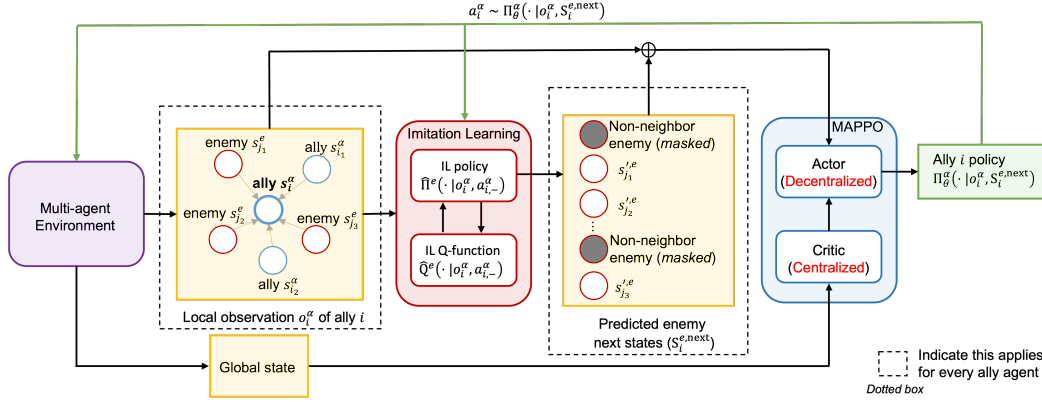 a_i^α ~ Π_θ^α(· |o_i^α, S_i^{e,next})
Multi-agent
Environment
enemy s_{j_1}^e
ally s_{i_1}^α
ally s_i^α
enemy s_{j_2}^e
enemy s_{j_3}^e
ally s_{i_2}^α
Local observation o_i^α of ally i
Global state
Imitation Learning
IL policy
Π̂^e(· |o_i^α, a_{i,−}^α)
IL Q-function
Q̂^e(· |o_i^α, a_{i,−}^α)
Non-neighbor
enemy (masked)
s_{j_1}^{′,e}
s_{j_2}^{′,e}
⋮
Non-neighbor
enemy (masked)
s_{j_3}^{′,e}
Predicted enemy
next states (S_i^{e,next})
MAPPO
Actor
(Decentralized)
Critic
(Centralized)
Ally i policy
Π_θ^α(· |o_i^α, S_i^{e,next})
Indicate this applies
for every ally agent
Dotted box